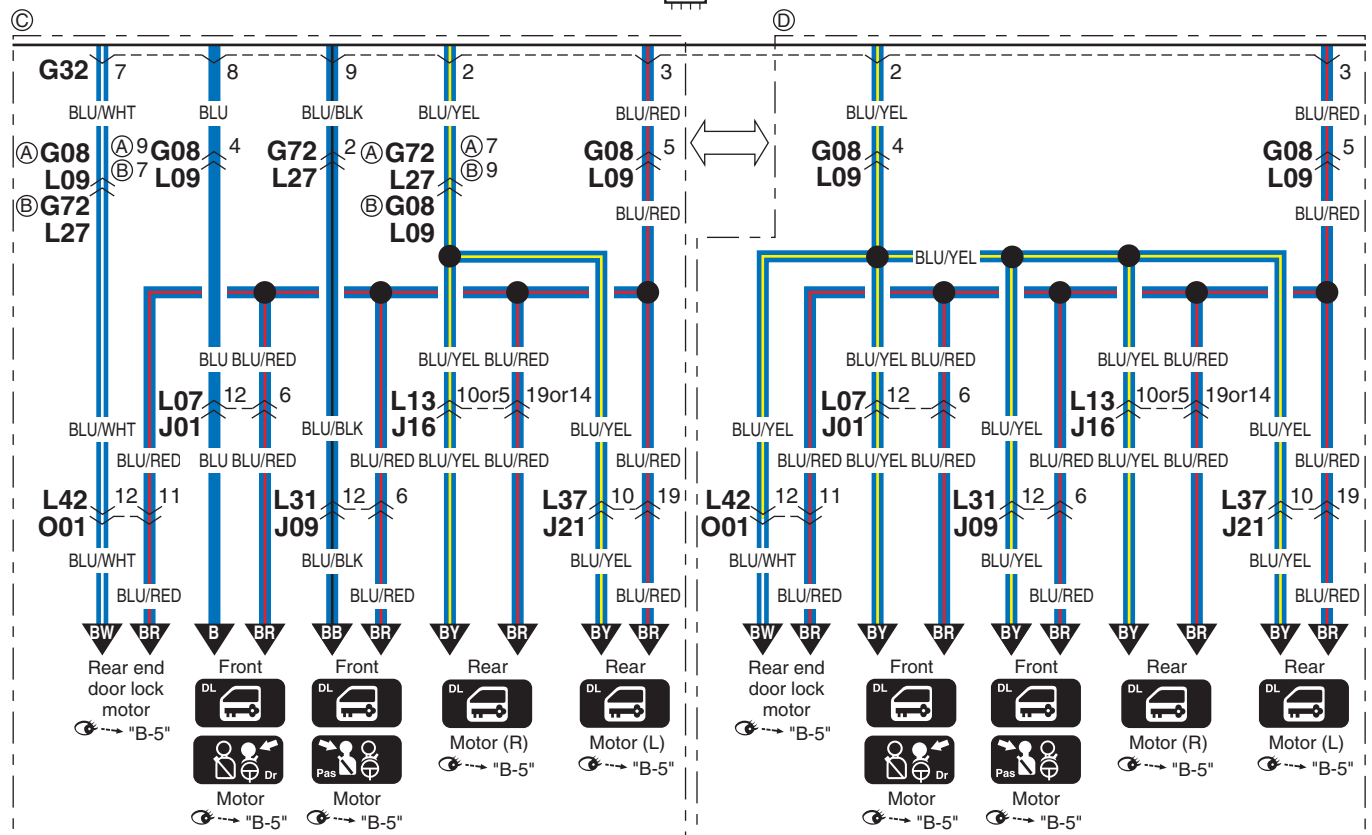 Ⓒ Ⓓ
G32 7 8 9 2 3 2 3
BLU/WHT BLU BLU/BLK BLU/YEL BLU/RED BLU/YEL BLU/RED
ⒶG08 Ⓐ9 G08 4 G72 2 ⒶG72 Ⓐ7 G08 5 G08 4 G08 5
L09 Ⓑ7 L09 L27 L27 Ⓑ9 L09 L09 L09
ⒷG72 ⒷG08 BLU/RED BLU/RED
L27 L09
BLU/YEL
BLU BLU/RED BLU/YEL BLU/RED BLU/YEL BLU/RED BLU/YEL BLU/RED
L07 12 6 L13 10or5 19or14 L07 12 6 L13 10or5 19or14
J01 J16 J01 J16
BLU/WHT BLU/BLK BLU/YEL BLU/YEL BLU/YEL BLU/YEL
BLU/RED BLU BLU/RED BLU/RED BLU/YEL BLU/RED BLU/RED BLU/RED BLU/YEL BLU/RED BLU/RED BLU/YEL BLU/RED BLU/RED
L42 12 11 L31 12 6 L37 10 19 L42 12 11 L31 12 6 L37 10 19
O01 J09 J21 O01 J09 J21
BLU/WHT BLU/BLK BLU/YEL BLU/WHT BLU/YEL BLU/YEL
BLU/RED BLU/RED BLU/RED BLU/RED BLU/RED BLU/RED
BW BR B BR BB BR BY BR BY BR BW BR BY BR BY BR BY BR BY BR
Rear end Front Front Rear Rear Rear end Front Front Rear Rear
door lock DL DL DL DL door lock DL DL DL DL
motor motor
"B-5" Motor (R) Motor (L) "B-5" Motor (R) Motor (L)
Dr Pas "B-5" "B-5" Dr Pas "B-5" "B-5"
Motor Motor Motor Motor
"B-5" "B-5" "B-5" "B-5"